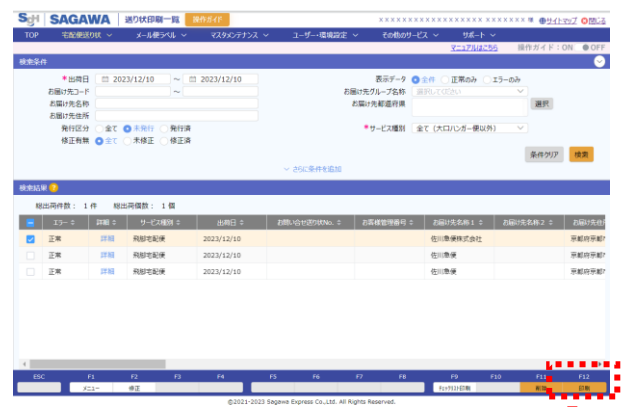 SGH SAGAWA 送り状印刷一覧 操作ガイド ××××××××××××××××××× ××××××× 様 サイトマップ 閉じる
TOP 宅配便送り状 メール便ラベル マスタメンテナンス ユーザー・環境設定 その他のサービス サポート
マニュアルはこちら 操作ガイド：ON OFF
検索条件
*出荷日 2023/12/10 ～ 2023/12/10 表示データ 全件 正常のみ エラーのみ
お届け先コード ～ お届け先グループ名称 選択してください
お届け先名称 お届け先都道府県 選択
お届け先住所
発行区分 全て 未発行 発行済 *サービス種別 全て (大口ハンガー便以外)
修正有無 全て 未修正 修正済
条件クリア 検索
さらに条件を追加
検索結果 ?
総出荷件数： 1 件 総出荷個数： 1 個
エラー 詳細 サービス種別 出荷日 お問い合せ送り状No. お客様管理番号 お届け先名称1 お届け先名称2 お届け先住所
正常 詳細 飛脚宅配便 2023/12/10 佐川急便株式会社 京都府京都
正常 詳細 飛脚宅配便 2023/12/10 佐川急便 京都府京都
正常 詳細 飛脚宅配便 2023/12/10 佐川急便 京都府京都
ESC F1 F2 F3 F4 F5 F6 F7 F8 F9 F10 F11 F12
メニュー 修正 チェックリスト印刷 削除 印刷
©2021-2023 Sagawa Express Co.,Ltd. All Rights Reserved.